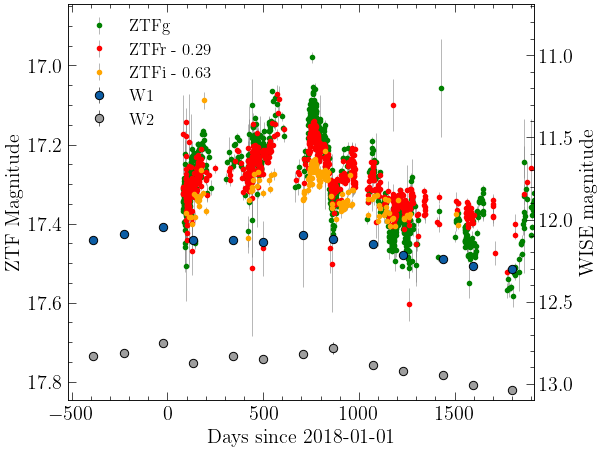 ZTFg
ZTFr - 0.29
ZTFi - 0.63
W1
W2
17.0
17.2
17.4
17.6
17.8
ZTF Magnitude
11.0
11.5
12.0
12.5
13.0
WISE magnitude
−500
0
500
1000
1500
Days since 2018-01-01